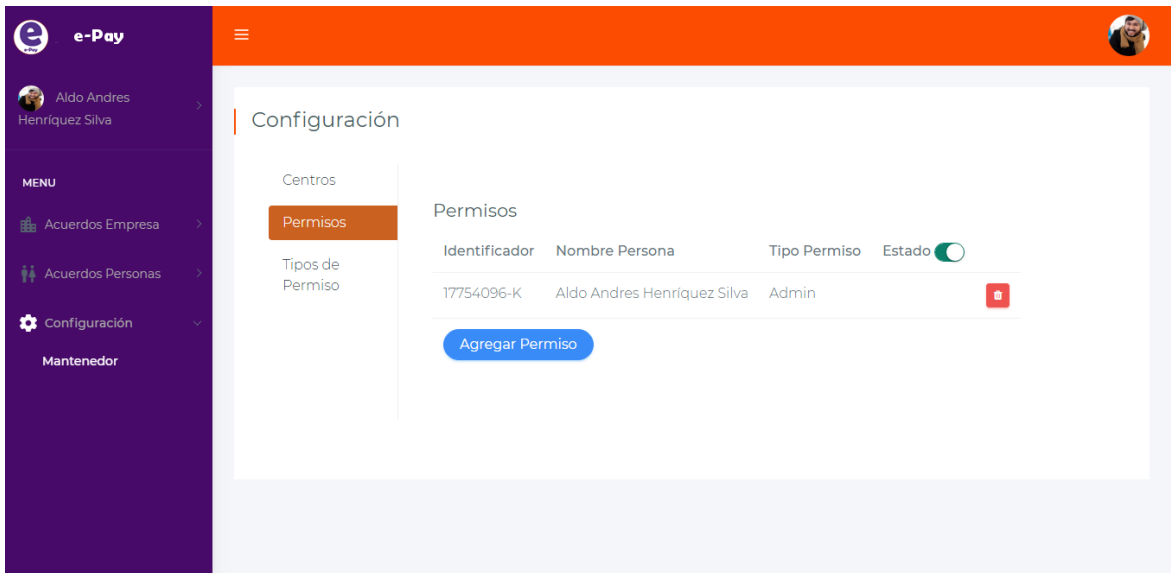 e-Pay
Aldo Andres
Henríquez Silva
MENU
Acuerdos Empresa
Acuerdos Personas
Configuración
Mantenedor
Configuración
Centros
Permisos
Tipos de
Permiso
Permisos
Identificador Nombre Persona Tipo Permiso Estado
17754096-K Aldo Andres Henríquez Silva Admin
Agregar Permiso